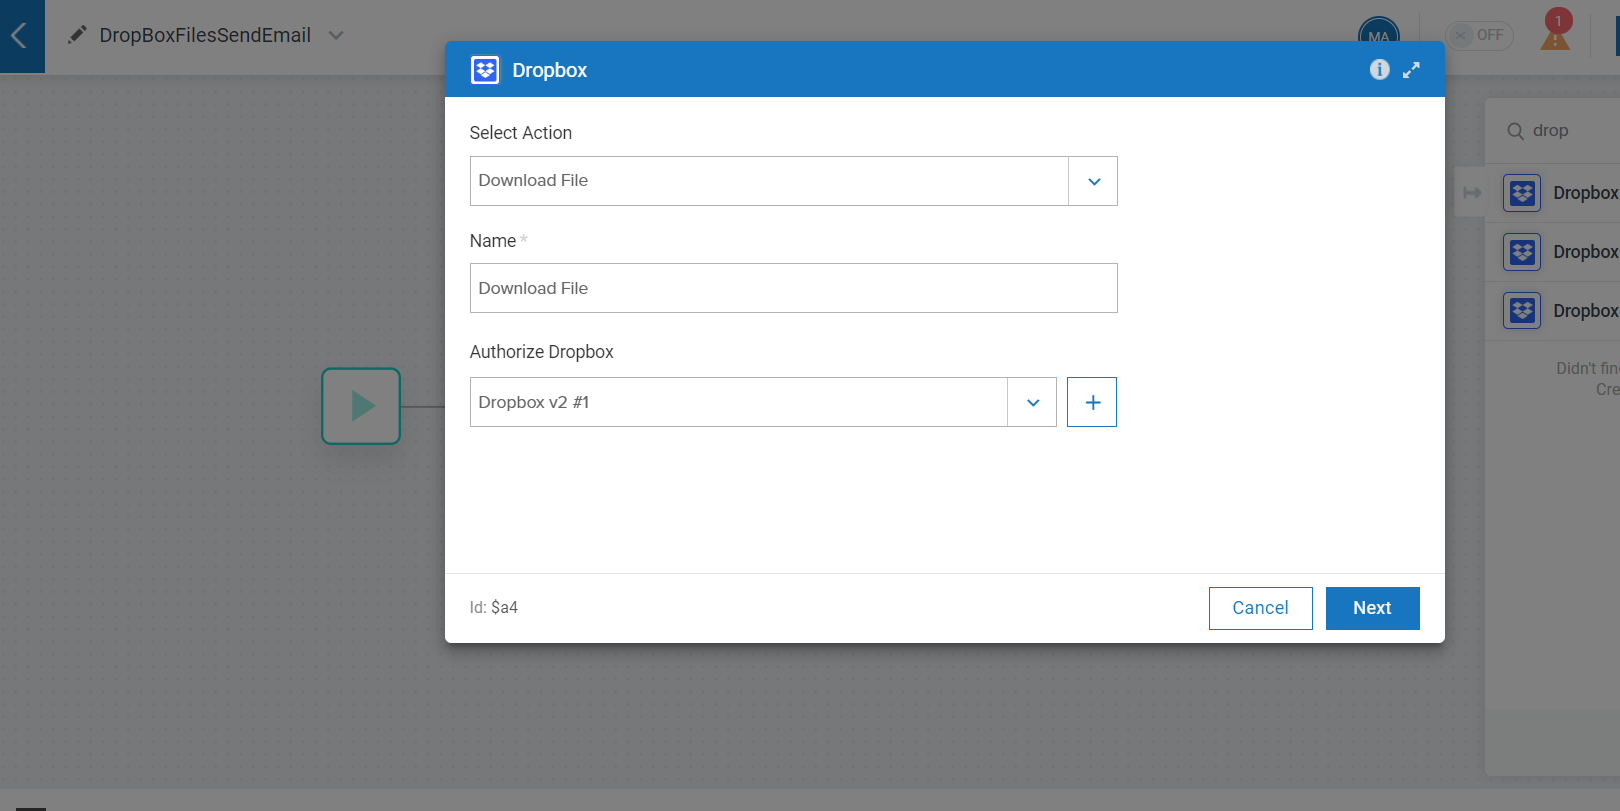 DropBoxFilesSendEmail
MA
OFF
1
Dropbox
Select Action
Download File
Name *
Download File
Authorize Dropbox
Dropbox v2 #1
Id: $a4
Cancel
Next
drop
Dropbox
Dropbox
Dropbox
Didn't fin
Cre